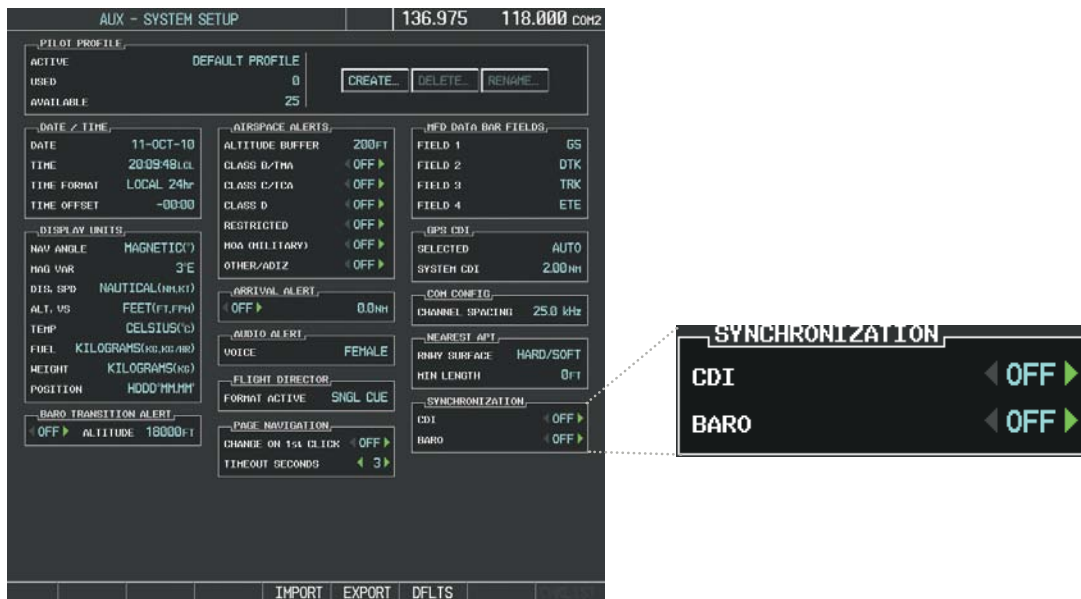 AUX - SYSTEM SETUP
136.975 118.000 COM2
PILOT PROFILE
ACTIVE DEFAULT PROFILE
USED 0
AVAILABLE 25
CREATE… DELETE… RENAME…
DATE / TIME
DATE 11-OCT-10
TIME 20:09:48LCL
TIME FORMAT LOCAL 24hr
TIME OFFSET -00:00
DISPLAY UNITS
NAV ANGLE MAGNETIC(°)
MAG VAR 3°E
DIS, SPD NAUTICAL(NM,KT)
ALT, VS FEET(FT,FPM)
TEMP CELSIUS(°C)
FUEL KILOGRAMS(KG,KG/HR)
WEIGHT KILOGRAMS(KG)
POSITION HDDD°MM.MM'
BARO TRANSITION ALERT
OFF ALTITUDE 18000FT
AIRSPACE ALERTS
ALTITUDE BUFFER 200FT
CLASS B/TMA OFF
CLASS C/TCA OFF
CLASS D OFF
RESTRICTED OFF
MOA (MILITARY) OFF
OTHER/ADIZ OFF
ARRIVAL ALERT
OFF 0.0NM
AUDIO ALERT
VOICE FEMALE
FLIGHT DIRECTOR
FORMAT ACTIVE SNGL CUE
PAGE NAVIGATION
CHANGE ON 1st CLICK OFF
TIMEOUT SECONDS 3
MFD DATA BAR FIELDS
FIELD 1 GS
FIELD 2 DTK
FIELD 3 TRK
FIELD 4 ETE
GPS CDI
SELECTED AUTO
SYSTEM CDI 2.00NM
COM CONFIG
CHANNEL SPACING 25.0 kHz
NEAREST APT
RNWY SURFACE HARD/SOFT
MIN LENGTH 0FT
SYNCHRONIZATION
CDI OFF
BARO OFF
SYNCHRONIZATION
CDI OFF
BARO OFF
IMPORT EXPORT DFLTS